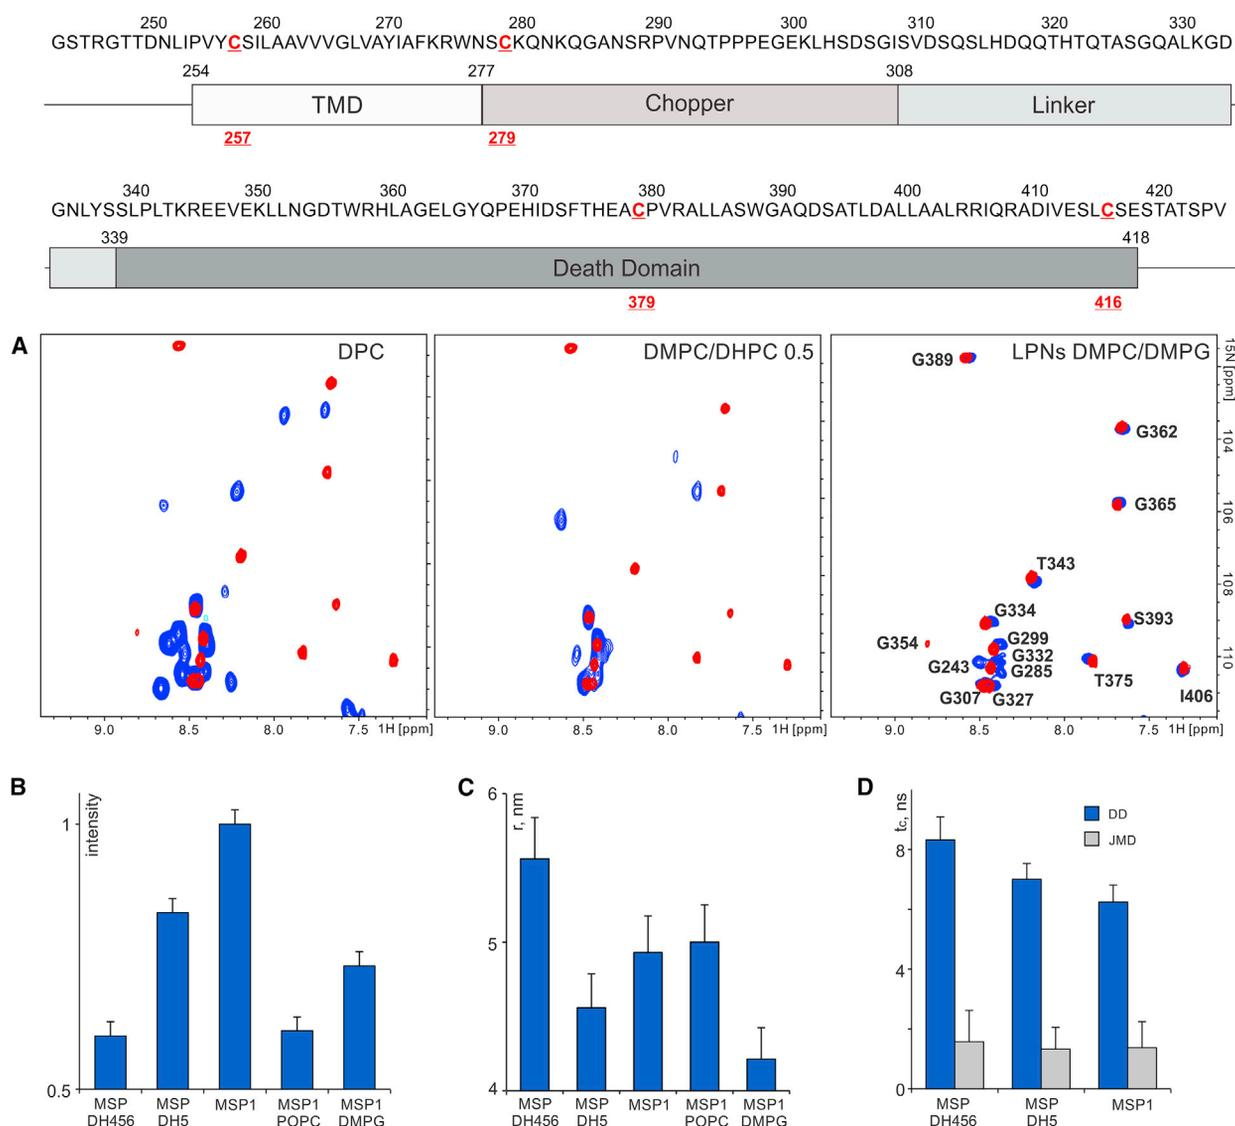 250 260 270 280 290 300 310 320 330
GSTRGTTDNLIPVYCSILAAVVVGLVAYIAFKRWNSCKQNKQGANSRPVNQTPPPEGEKLHSDSGISVDSQSLHDQQTHTQTASGQALKGD
254 277 308
TMD Chopper Linker
257 279
340 350 360 370 380 390 400 410 420
GNLYSSLPLTKREEVEKLLNGDTWRHLAGELGYQPEHIDSFTHEACPVRALLASWGAQDSATLDALLAALRRIQRADIVESLCSESTATSPV
339 418
Death Domain
379 416
A
DPC
9.0 8.5 8.0 7.5 1H [ppm]
DMPC/DHPC 0.5
9.0 8.5 8.0 7.5 1H [ppm]
LPNs DMPC/DMPG
15N [ppm]
G389
G362
104
G365
106
T343
108
G334
S393
G354
G299
G332
G243
G285
110
T375
G307 G327
I406
9.0 8.5 8.0 7.5 1H [ppm]
B
intensity
1
0.5
MSP DH456
MSP DH5
MSP1
MSP1 POPC
MSP1 DMPG
C
r, nm
6
5
4
MSP DH456
MSP DH5
MSP1
MSP1 POPC
MSP1 DMPG
D
tc, ns
DD
JMD
8
4
0
MSP DH456
MSP DH5
MSP1